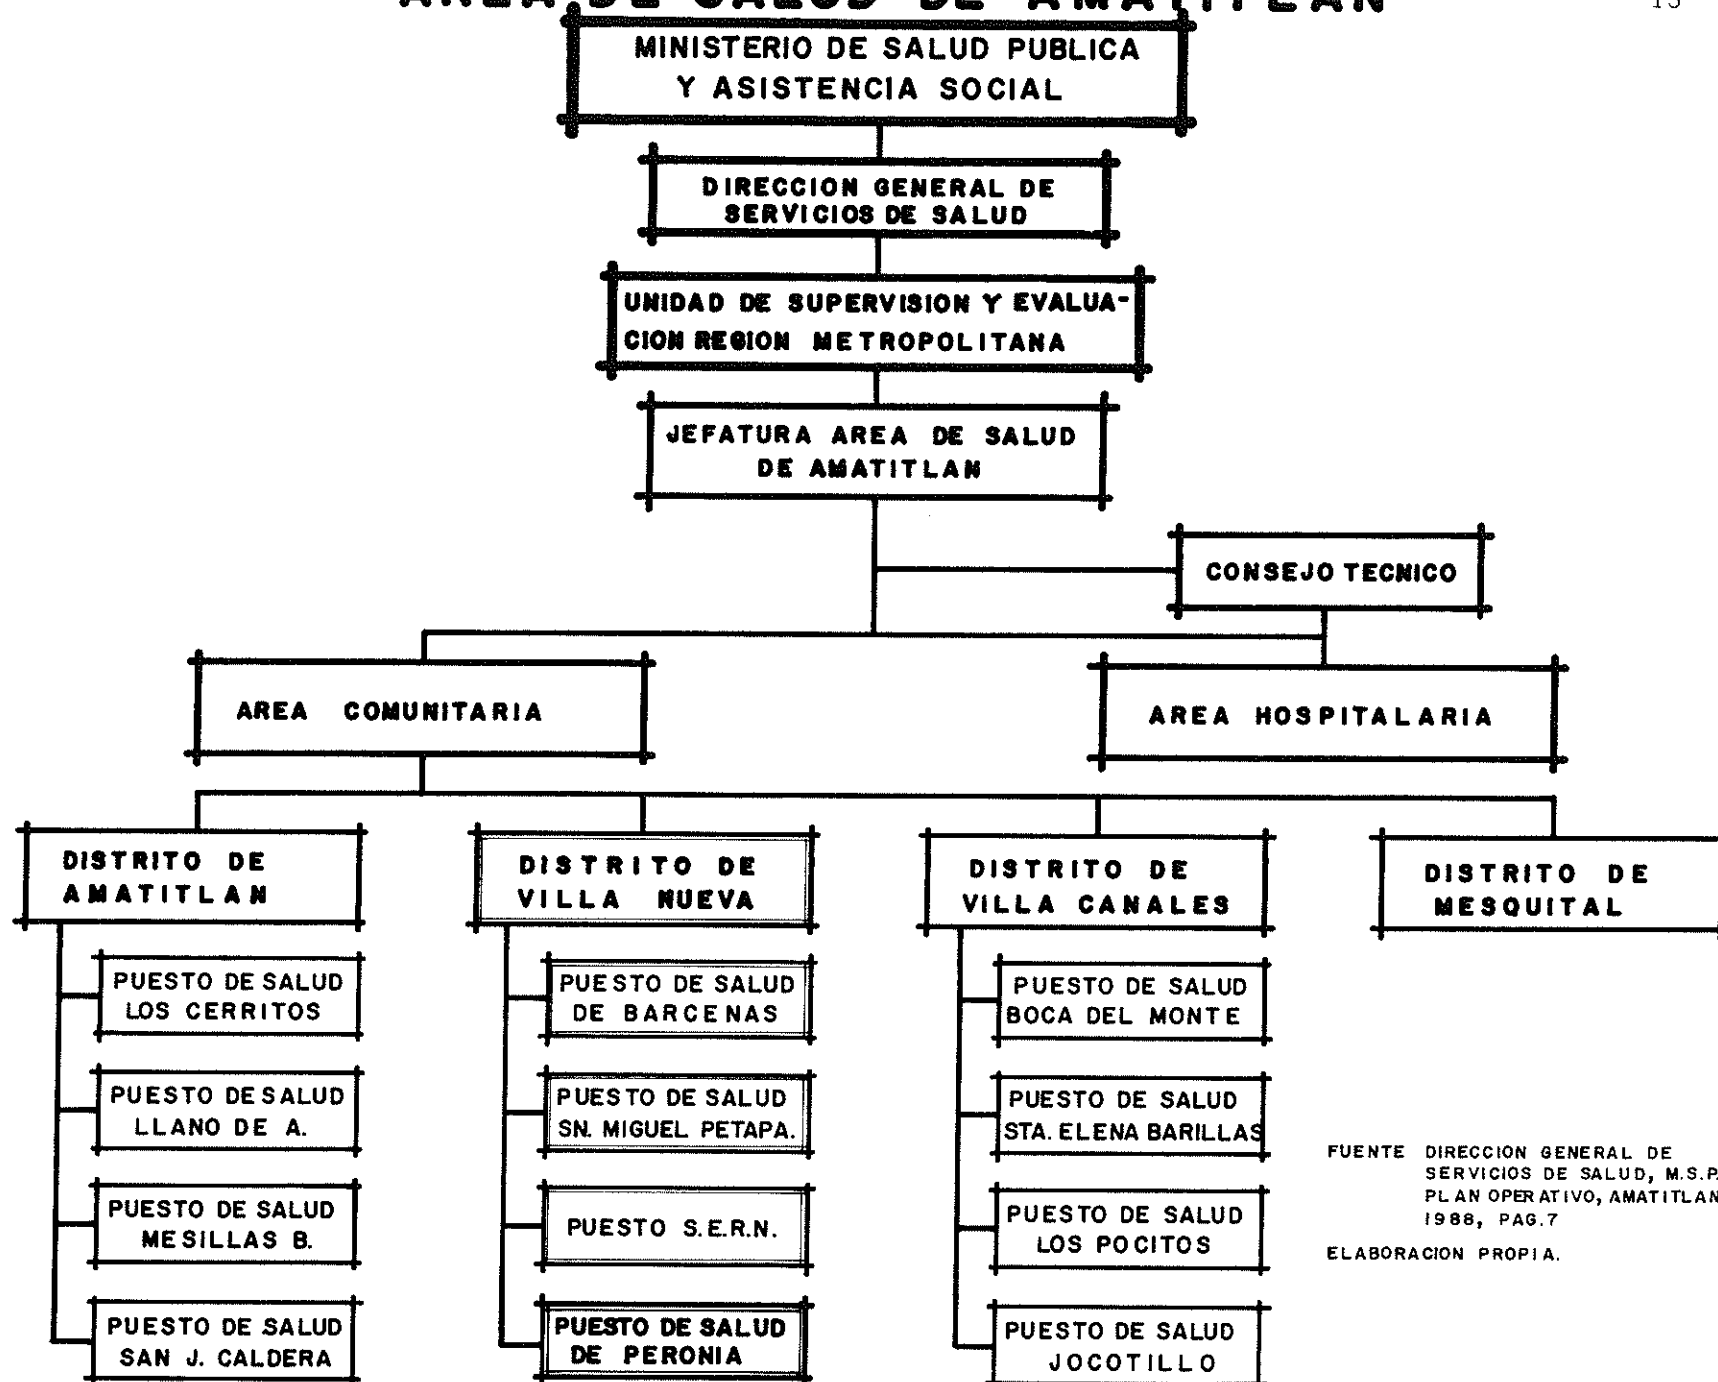 AREA DE SALUD DE AMATITLAN
13
MINISTERIO DE SALUD PUBLICA
Y ASISTENCIA SOCIAL
DIRECCION GENERAL DE
SERVICIOS DE SALUD
UNIDAD DE SUPERVISION Y EVALUA-
CION REGION METROPOLITANA
JEFATURA AREA DE SALUD
DE AMATITLAN
CONSEJO TECNICO
AREA COMUNITARIA
AREA HOSPITALARIA
DISTRITO DE
AMATITLAN
PUESTO DE SALUD
LOS CERRITOS
PUESTO DE SALUD
LLANO DE A.
PUESTO DE SALUD
MESILLAS B.
PUESTO DE SALUD
SAN J. CALDERA
DISTRITO DE
VILLA NUEVA
PUESTO DE SALUD
DE BARCENAS
PUESTO DE SALUD
SN. MIGUEL PETAPA.
PUESTO S.E.R.N.
PUESTO DE SALUD
DE PERONIA
DISTRITO DE
VILLA CANALES
PUESTO DE SALUD
BOCA DEL MONTE
PUESTO DE SALUD
STA. ELENA BARILLAS
PUESTO DE SALUD
LOS POCITOS
PUESTO DE SALUD
JOCOTILLO
DISTRITO DE
MESQUITAL
FUENTE DIRECCION GENERAL DE
SERVICIOS DE SALUD, M.S.P.
PLAN OPERATIVO, AMATITLAN
1988, PAG.7
ELABORACION PROPIA.